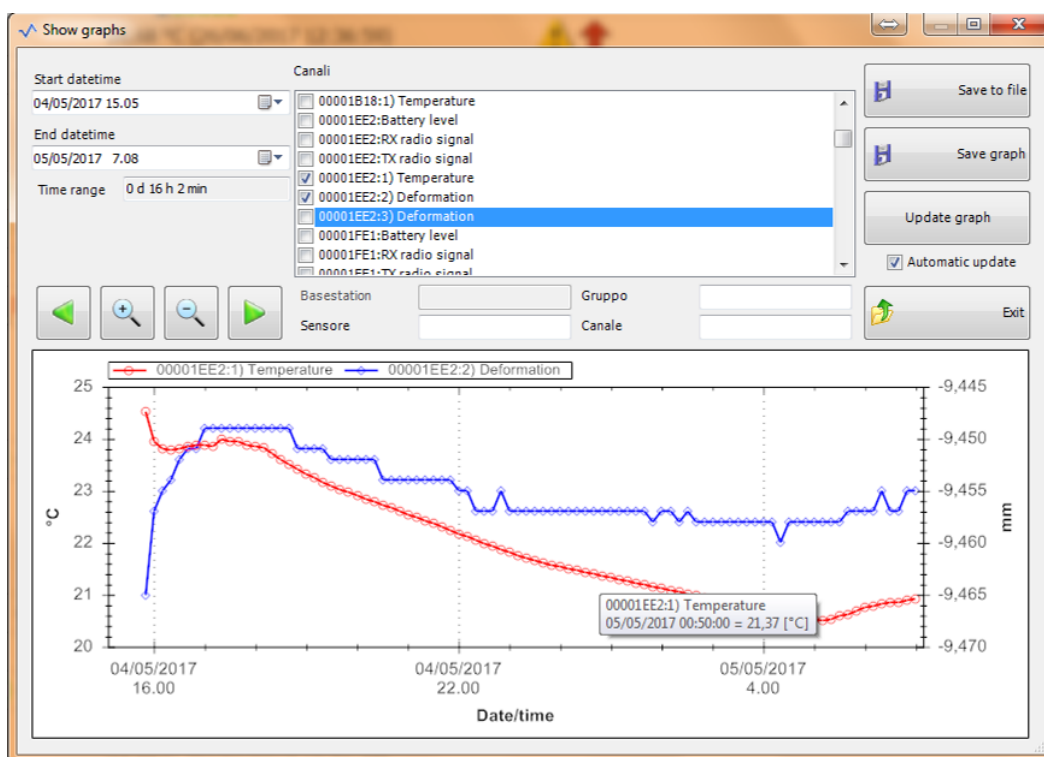 Show graphs
Start datetime
04/05/2017 15.05
End datetime
05/05/2017 7.08
Time range 0 d 16 h 2 min
Canali
00001B18:1) Temperature
00001EE2:Battery level
00001EE2:RX radio signal
00001EE2:TX radio signal
00001EE2:1) Temperature
00001EE2:2) Deformation
00001EE2:3) Deformation
00001FE1:Battery level
00001FE1:RX radio signal
00001FE1:TX radio signal
Save to file
Save graph
Update graph
Automatic update
Basestation Gruppo
Sensore Canale
Exit
00001EE2:1) Temperature 00001EE2:2) Deformation
25 -9,445
24 -9,450
23 -9,455
22 -9,460
21 -9,465
20 -9,470
°C
mm
00001EE2:1) Temperature
05/05/2017 00:50:00 = 21,37 [°C]
04/05/2017 04/05/2017 05/05/2017
16.00 22.00 4.00
Date/time